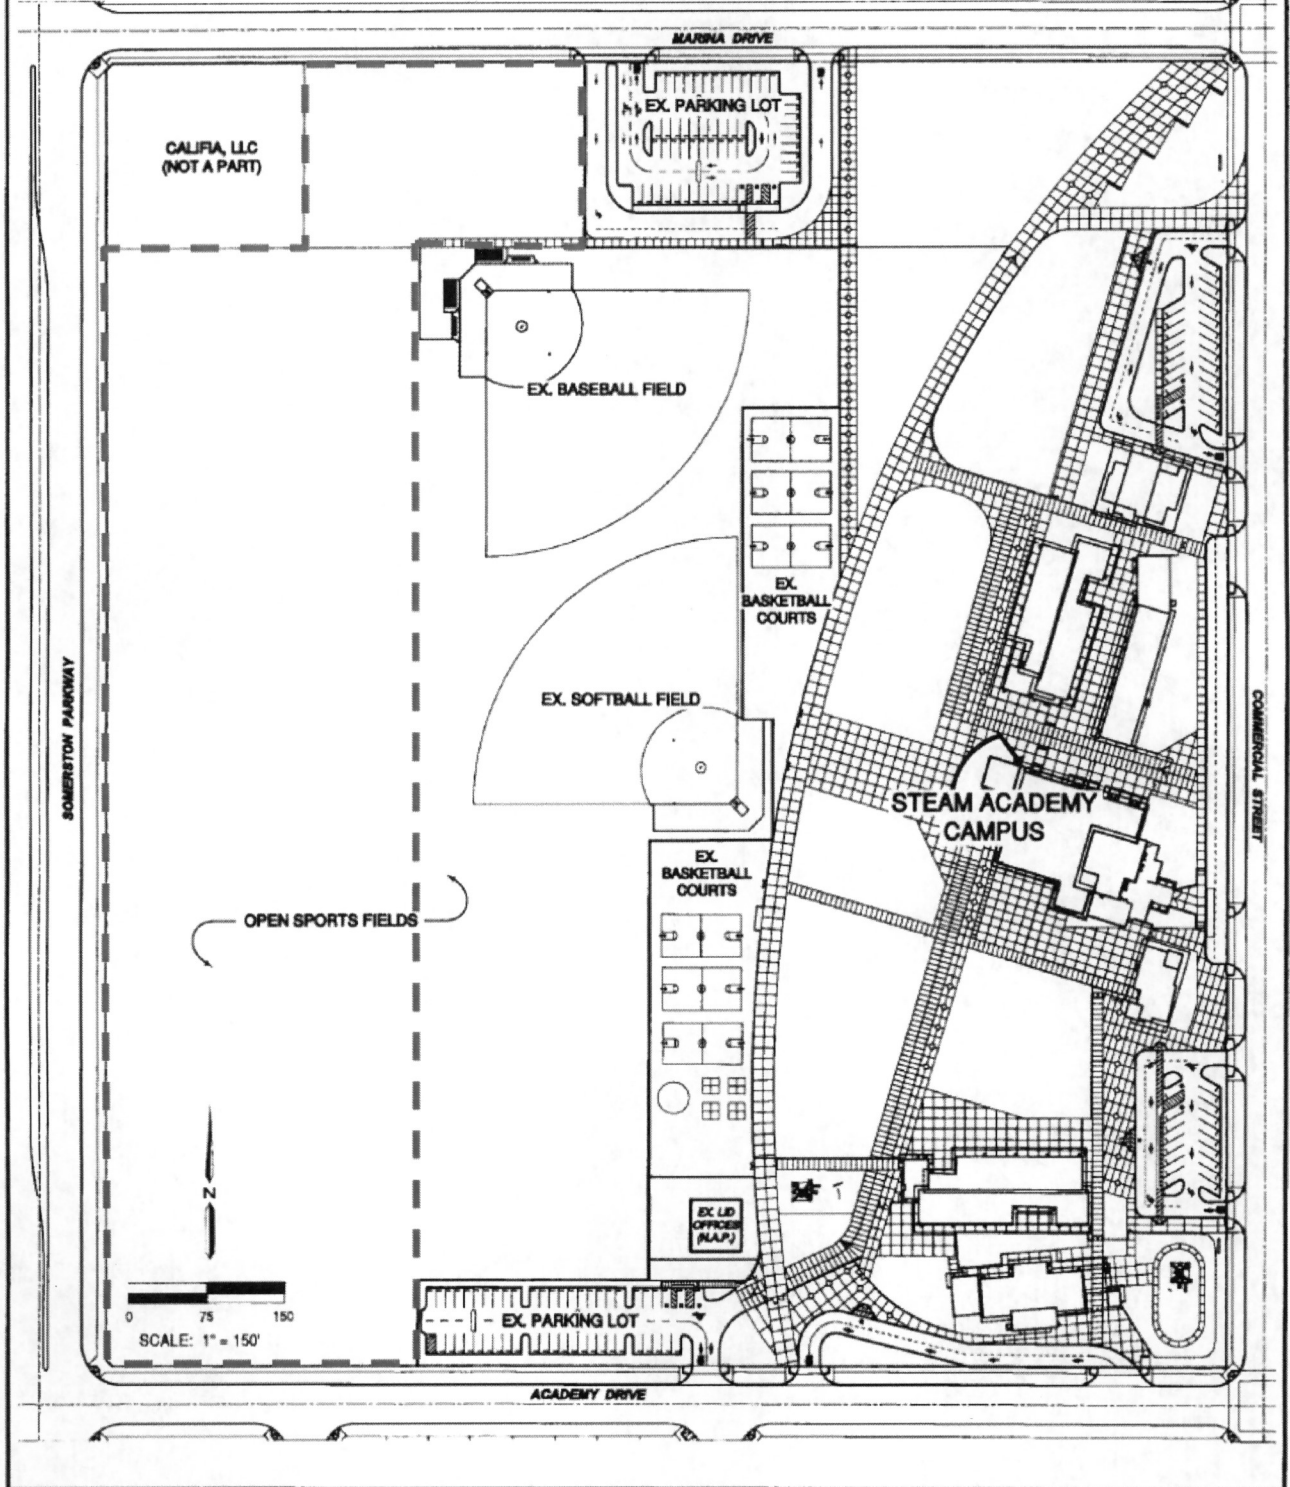 MARINA DRIVE
EX. PARKING LOT
CALIFIA, LLC
(NOT A PART)
EX. BASEBALL FIELD
EX.
BASKETBALL
COURTS
SOMERSTON PARKWAY
EX. SOFTBALL FIELD
COMMERCIAL STREET
STEAM ACADEMY
CAMPUS
EX.
BASKETBALL
COURTS
OPEN SPORTS FIELDS
N
EX. LID
OFFICES
(N.A.P.)
0 75 150
SCALE: 1" = 150'
EX. PARKING LOT
ACADEMY DRIVE